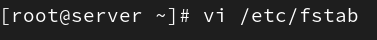 [root@server ~]# vi /etc/fstab